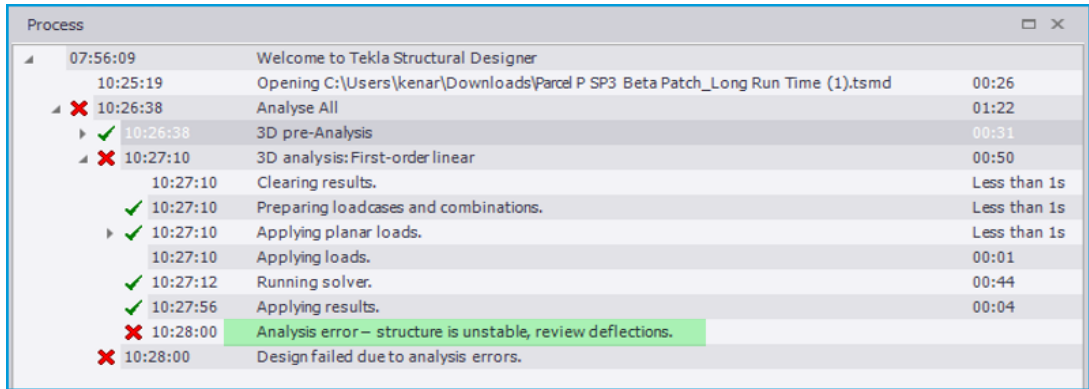 Process
07:56:09 Welcome to Tekla Structural Designer
10:25:19 Opening C:\Users\kenar\Downloads\Parcel P SP3 Beta Patch_Long Run Time (1).tsmd 00:26
10:26:38 Analyse All 01:22
10:26:38 3D pre-Analysis 00:31
10:27:10 3D analysis: First-order linear 00:50
10:27:10 Clearing results. Less than 1s
10:27:10 Preparing loadcases and combinations. Less than 1s
10:27:10 Applying planar loads. Less than 1s
10:27:10 Applying loads. 00:01
10:27:12 Running solver. 00:44
10:27:56 Applying results. 00:04
10:28:00 Analysis error – structure is unstable, review deflections.
10:28:00 Design failed due to analysis errors.